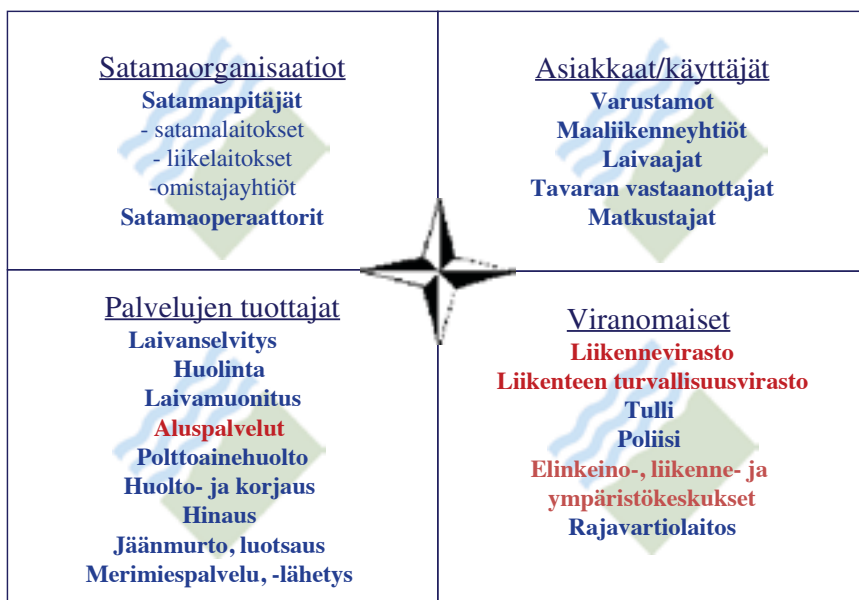 Satamaorganisaatiot
Satamanpitäjät
- satamalaitokset
- liikelaitokset
-omistajayhtiöt
Satamaoperaattorit
Asiakkaat/käyttäjät
Varustamot
Maaliikenneyhtiöt
Laivaajat
Tavaran vastaanottajat
Matkustajat
Palvelujen tuottajat
Laivanselvitys
Huolinta
Laivamuonitus
Aluspalvelut
Polttoainehuolto
Huolto- ja korjaus
Hinaus
Jäänmurto, luotsaus
Merimiespalvelu, -lähetys
Viranomaiset
Liikennevirasto
Liikenteen turvallisuusvirasto
Tulli
Poliisi
Elinkeino-, liikenne- ja
ympäristökeskukset
Rajavartiolaitos